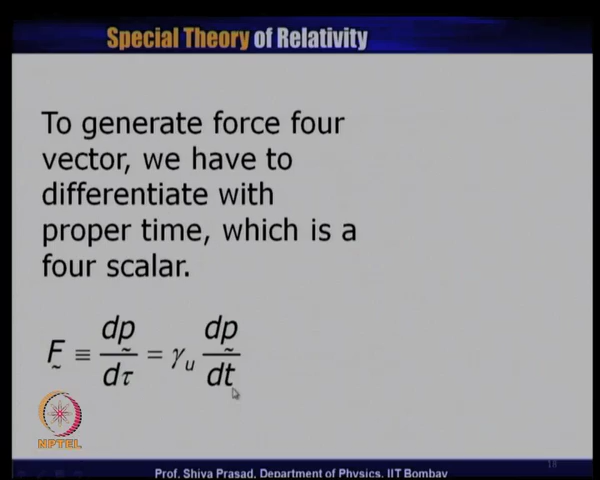 Special Theory of Relativity
To generate force four
vector, we have to
differentiate with
proper time, which is a
four scalar.
F̰ ≡ dp̰/dτ = γᵤ dp̰/dt
NPTEL
18
Prof. Shiva Prasad, Department of Physics, IIT Bombay